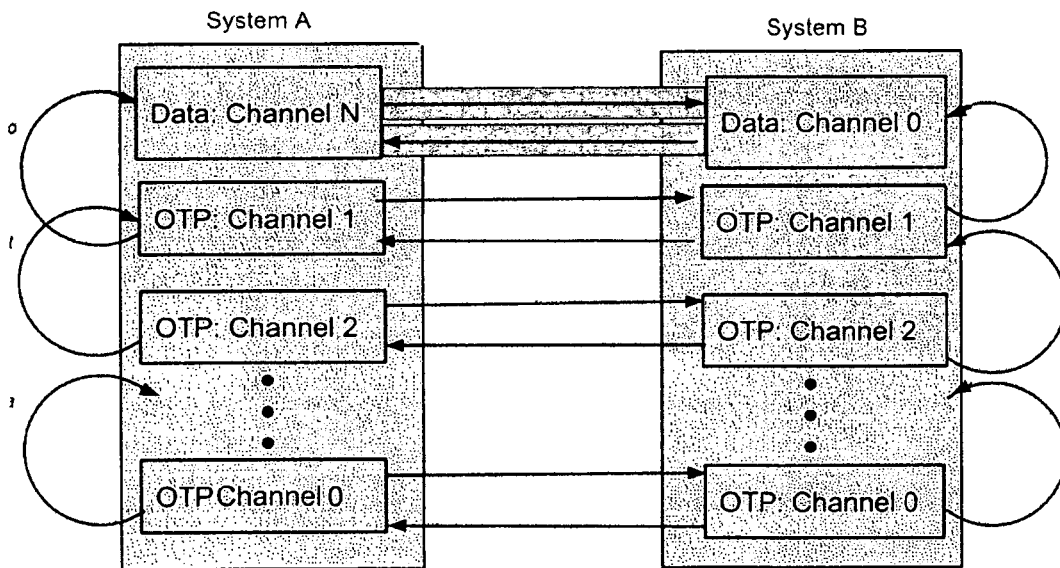 System A
System B
Data: Channel N
Data: Channel 0
OTP: Channel 1
OTP: Channel 1
OTP: Channel 2
OTP: Channel 2
OTP Channel 0
OTP: Channel 0